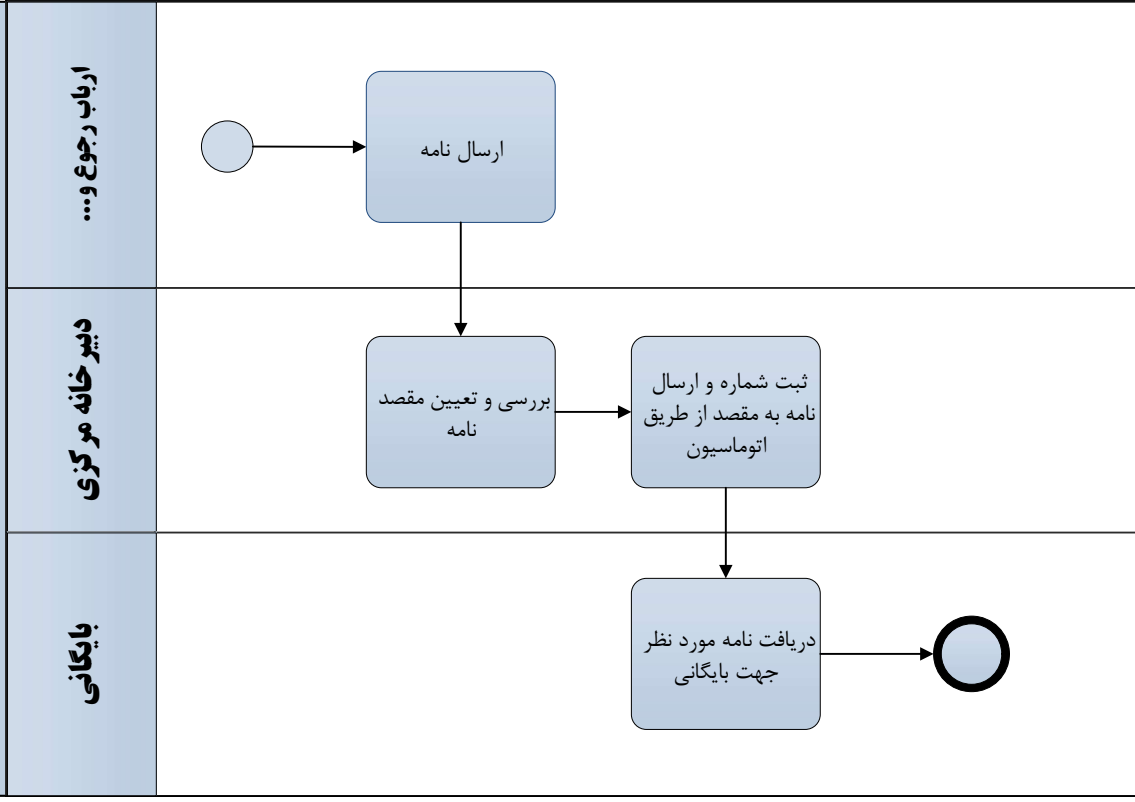 ارباب رجوع و...
ارسال نامه
دبیرخانه مرکزی
بررسی و تعیین مقصد
نامه
ثبت شماره و ارسال
نامه به مقصد از طریق
اتوماسیون
بایگانی
دریافت نامه مورد نظر
جهت بایگانی